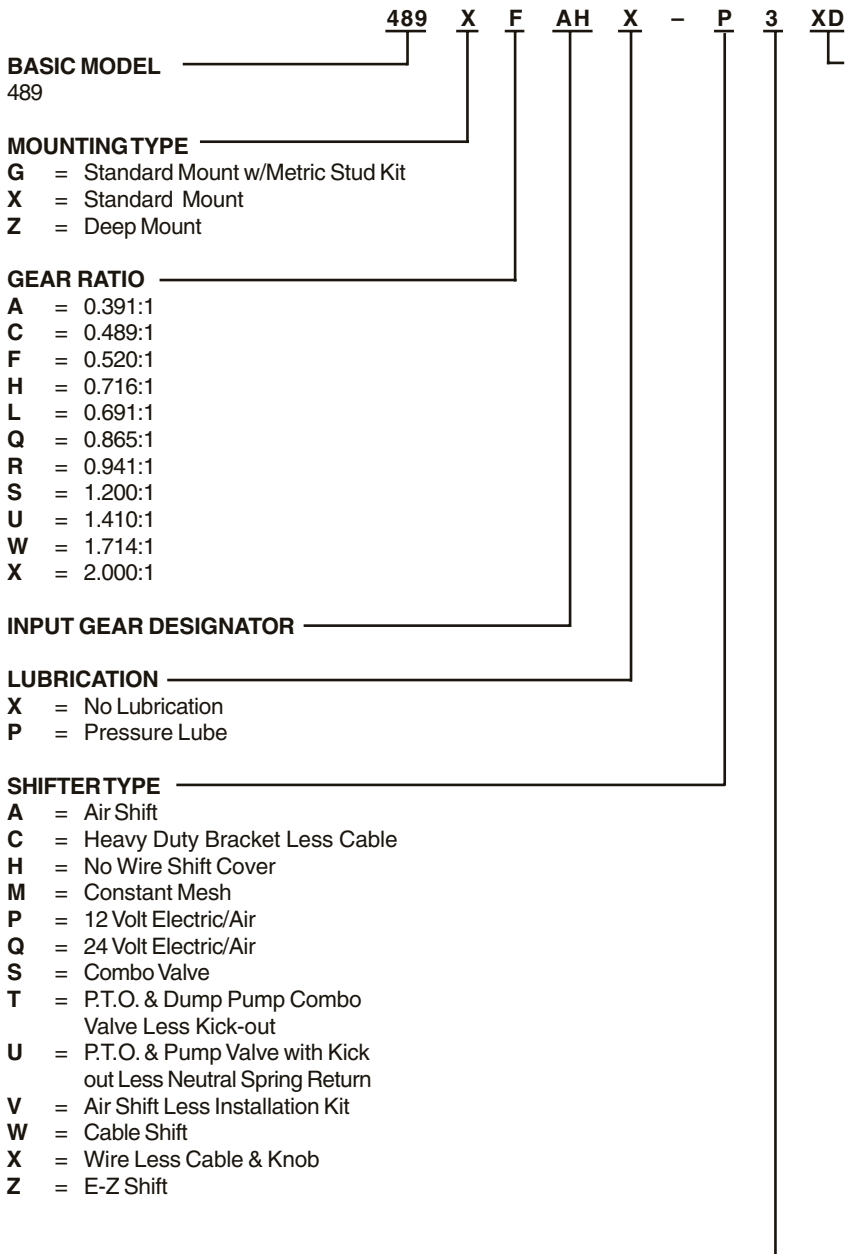 489 X F AH X – P 3 XD
BASIC MODEL
489
MOUNTING TYPE
G = Standard Mount w/Metric Stud Kit
X = Standard Mount
Z = Deep Mount
GEAR RATIO
A = 0.391:1
C = 0.489:1
F = 0.520:1
H = 0.716:1
L = 0.691:1
Q = 0.865:1
R = 0.941:1
S = 1.200:1
U = 1.410:1
W = 1.714:1
X = 2.000:1
INPUT GEAR DESIGNATOR
LUBRICATION
X = No Lubrication
P = Pressure Lube
SHIFTER TYPE
A = Air Shift
C = Heavy Duty Bracket Less Cable
H = No Wire Shift Cover
M = Constant Mesh
P = 12 Volt Electric/Air
Q = 24 Volt Electric/Air
S = Combo Valve
T = P.T.O. & Dump Pump Combo
Valve Less Kick-out
U = P.T.O. & Pump Valve with Kick
out Less Neutral Spring Return
V = Air Shift Less Installation Kit
W = Cable Shift
X = Wire Less Cable & Knob
Z = E-Z Shift